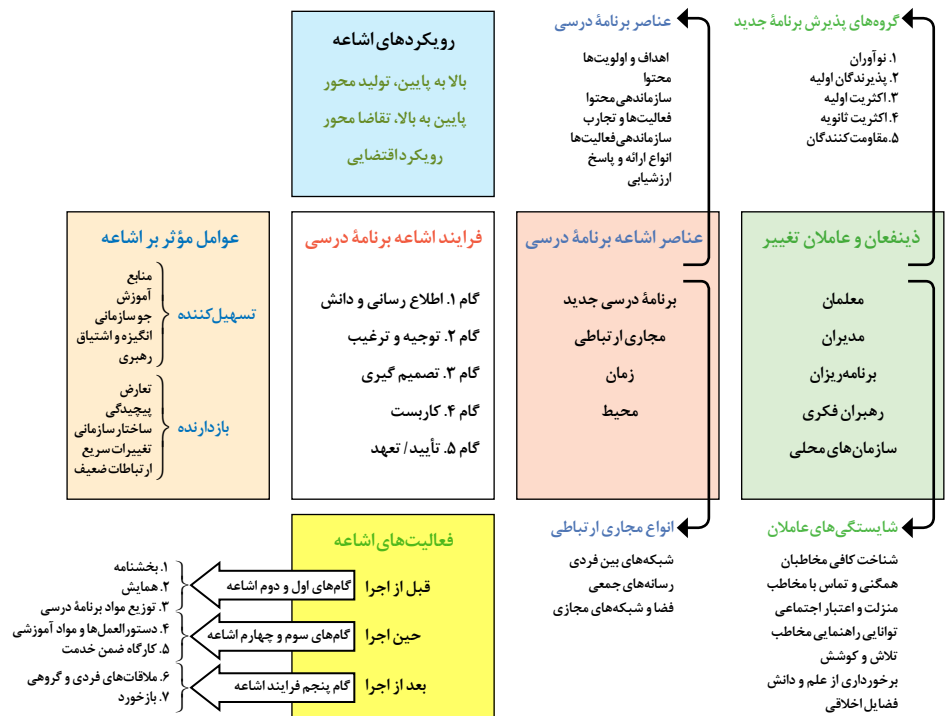 گروه‌های پذیرش برنامهٔ جدید
۱. نوآوران
۲. پذیرندگان اولیه
۳. اکثریت اولیه
۴. اکثریت ثانویه
۵. مقاومت‌کنندگان
عناصر برنامهٔ درسی
اهداف و اولویت‌ها
محتوا
سازماندهی محتوا
فعالیت‌ها و تجارب
سازماندهی فعالیت‌ها
انواع ارائه و پاسخ
ارزشیابی
رویکردهای اشاعه
بالا به پایین، تولید محور
پایین به بالا، تقاضا محور
رویکرد اقتضایی
ذینفعان و عاملان تغییر
معلمان
مدیران
برنامه‌ریزان
رهبران فکری
سازمان‌های محلی
عناصر اشاعه برنامهٔ درسی
برنامهٔ درسی جدید
مجاری ارتباطی
زمان
محیط
فرایند اشاعه برنامهٔ درسی
گام ۱. اطلاع رسانی و دانش
گام ۲. توجیه و ترغیب
گام ۳. تصمیم گیری
گام ۴. کاربست
گام ۵. تأیید/ تعهد
عوامل مؤثر بر اشاعه
تسهیل‌کننده
منابع
آموزش
جو سازمانی
انگیزه و اشتیاق
رهبری
بازدارنده
تعارض
پیچیدگی
ساختار سازمانی
تغییرات سریع
ارتباطات ضعیف
شایستگی‌های عاملان
شناخت کافی مخاطبان
همگنی و تماس با مخاطب
منزلت و اعتبار اجتماعی
توانایی راهنمایی مخاطب
تلاش و کوشش
برخورداری از علم و دانش
فضایل اخلاقی
انواع مجاری ارتباطی
شبکه‌های بین فردی
رسانه‌های جمعی
فضا و شبکه‌های مجازی
فعالیت‌های اشاعه
قبل از اجرا
گام‌های اول و دوم اشاعه
۱. بخشنامه
۲. همایش
۳. توزیع مواد برنامهٔ درسی
حین اجرا
گام‌های سوم و چهارم اشاعه
۴. دستورالعمل‌ها و مواد آموزشی
۵. کارگاه ضمن خدمت
بعد از اجرا
گام پنجم فرایند اشاعه
۶. ملاقات‌های فردی و گروهی
۷. بازخورد